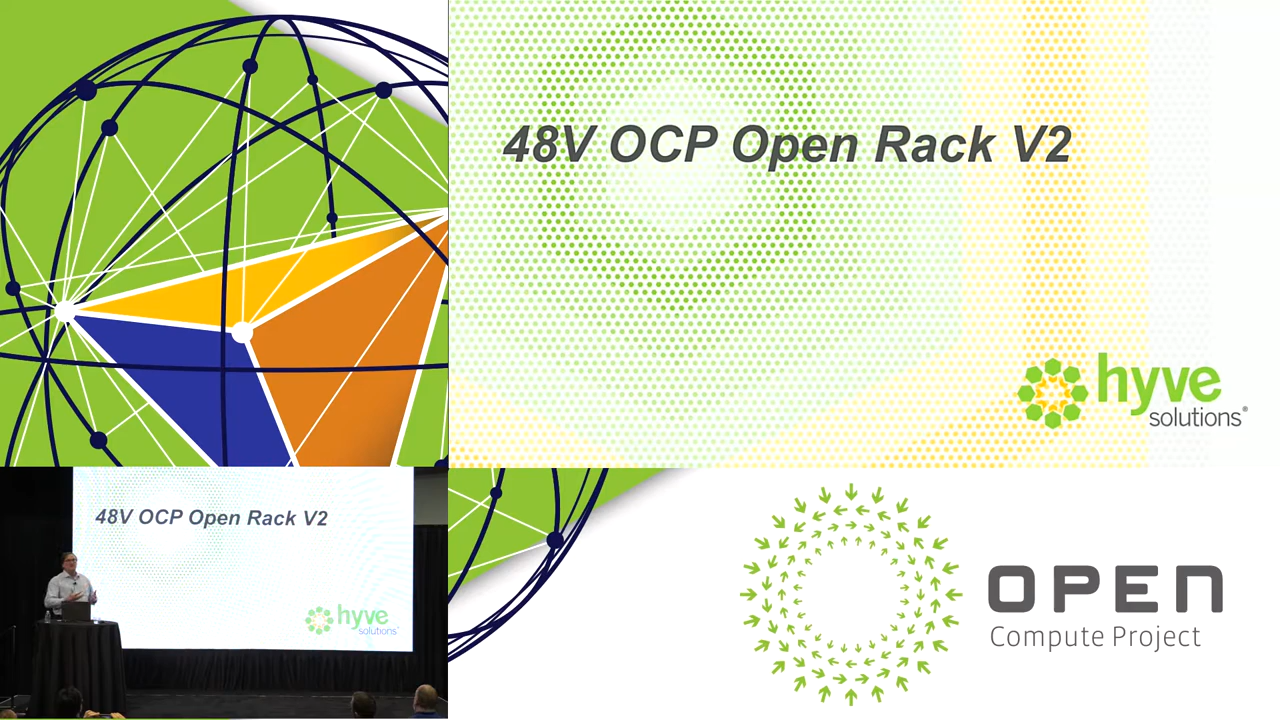 48V OCP Open Rack V2
hyve
solutions®
48V OCP Open Rack V2
hyve
solutions
OPEN
Compute Project